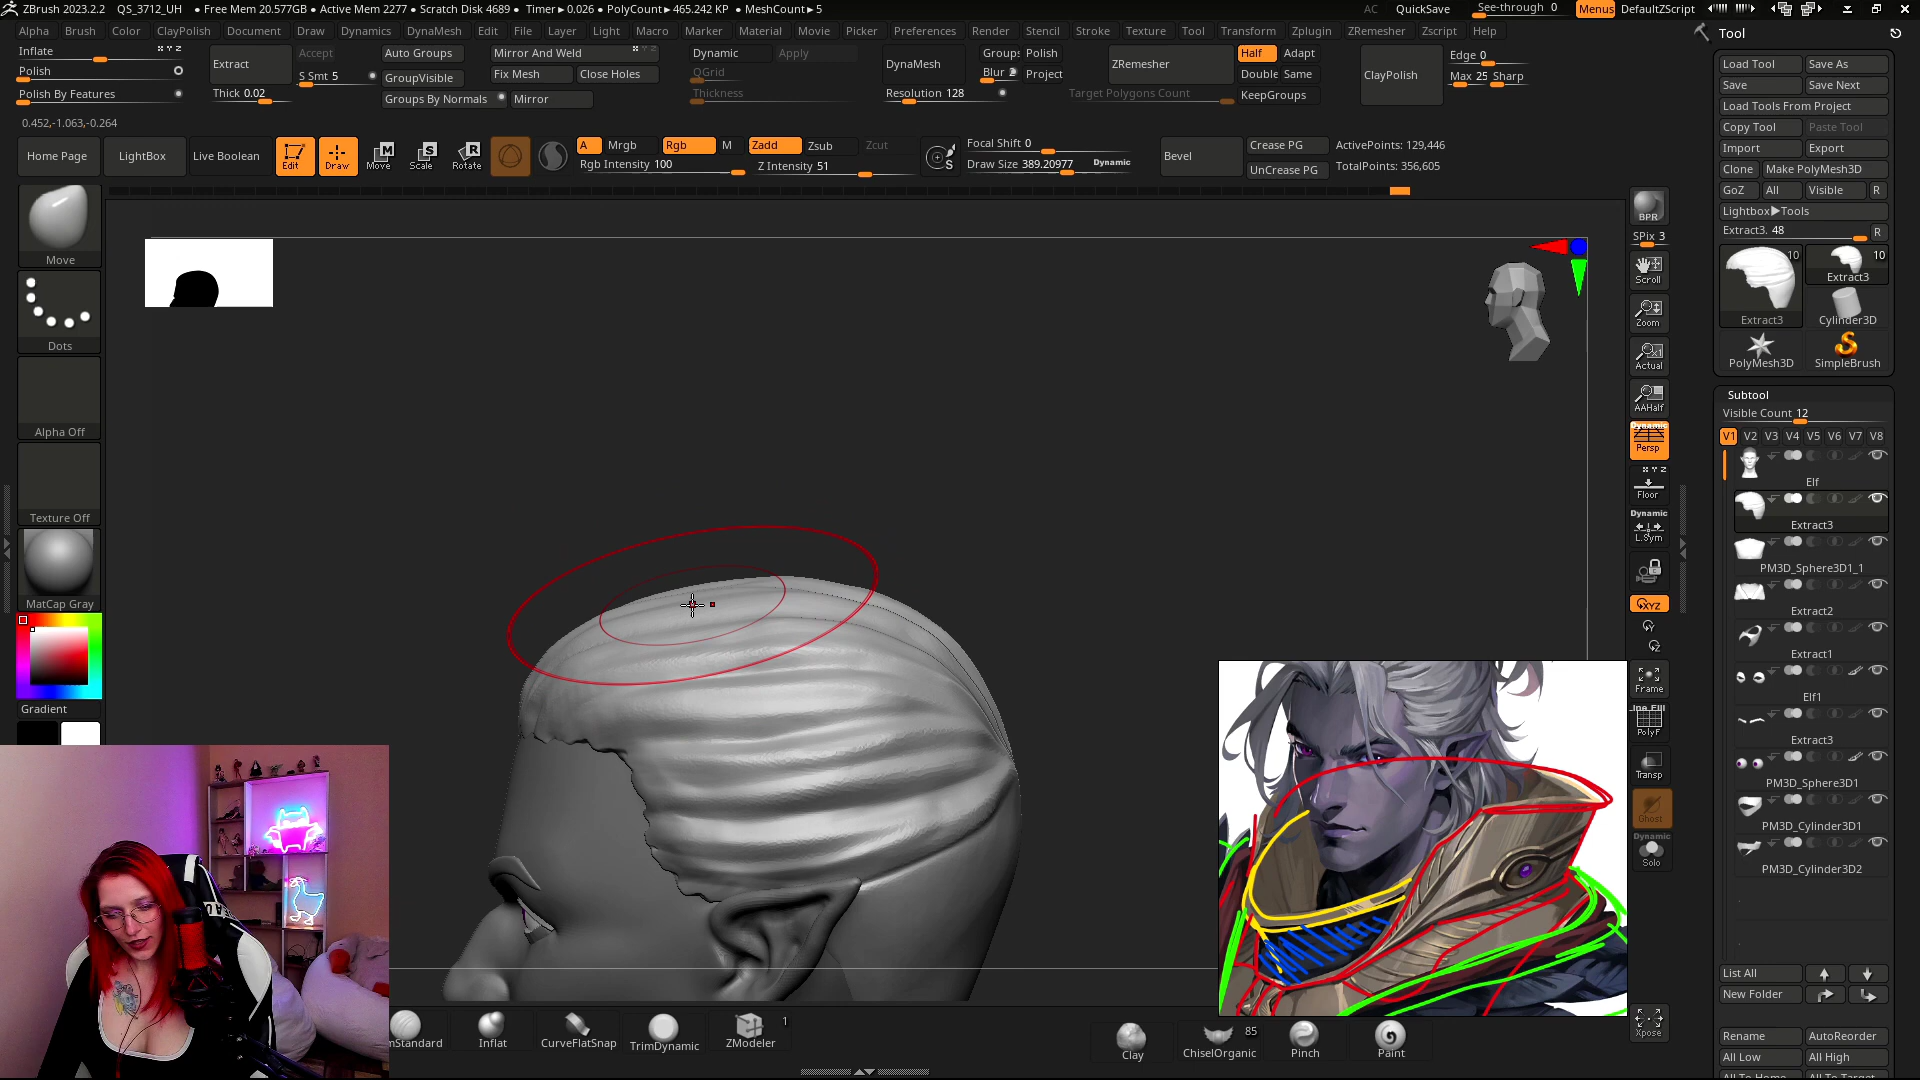 ZBrush 2023.2.2 QS_3712_UH • Free Mem 20.577GB • Active Mem 2277 • Scratch Disk 4689 • Timer▸0.026 • PolyCount▸465.242 KP • MeshCount▸5 AC QuickSave See-through 0 Menus DefaultZScript
Alpha Brush Color ClayPolish Document Draw Dynamics DynaMesh Edit File Layer Light Macro Marker Material Movie Picker Preferences Render Stencil Stroke Texture Tool Transform Zplugin ZRemesher Zscript Help
Inflate
Polish
Polish By Features
Extract
Accept
S Smt 5
Thick 0.02
Auto Groups
GroupVisible
Groups By Normals
Mirror And Weld
Fix Mesh Close Holes
Mirror
Dynamic Apply
QGrid
Thickness
DynaMesh
Groups Polish
Blur 2 Project
Resolution 128
ZRemesher
Target Polygons Count
Half Adapt
Double Same
KeepGroups
ClayPolish
Edge 0
Max 25 Sharp
0.452,-1.063,-0.264
Home Page LightBox Live Boolean
Edit Draw Move Scale Rotate
A Mrgb Rgb M Zadd Zsub Zcut
Rgb Intensity 100 Z Intensity 51
Focal Shift 0
Draw Size 389.20977 Dynamic
Bevel
Crease PG
UnCrease PG
ActivePoints: 129,446
TotalPoints: 356,605
Move
Dots
Alpha Off
Texture Off
MatCap Gray
Gradient
BPR
SPix 3
Scroll
Zoom
Actual
AAHalf
Dynamic
Persp
Floor
Dynamic
L.Sym
XYZ
Frame
Line Fill
PolyF
Transp
Ghost
Dynamic
Solo
Xpose
Tool
Load Tool Save As
Save Save Next
Load Tools From Project
Copy Tool Paste Tool
Import Export
Clone Make PolyMesh3D
GoZ All Visible R
Lightbox▶Tools
Extract3. 48 R
10 10
Extract3
Extract3 Cylinder3D
PolyMesh3D SimpleBrush
Subtool
Visible Count 12
V1 V2 V3 V4 V5 V6 V7 V8
Elf
Extract3
PM3D_Sphere3D1_1
Extract2
Extract1
Elf1
Extract3
PM3D_Sphere3D1
PM3D_Cylinder3D1
PM3D_Cylinder3D2
List All
New Folder
Rename AutoReorder
All Low All High
mStandard Inflat CurveFlatSnap TrimDynamic ZModeler 1
Clay ChiselOrganic 85 Pinch Paint